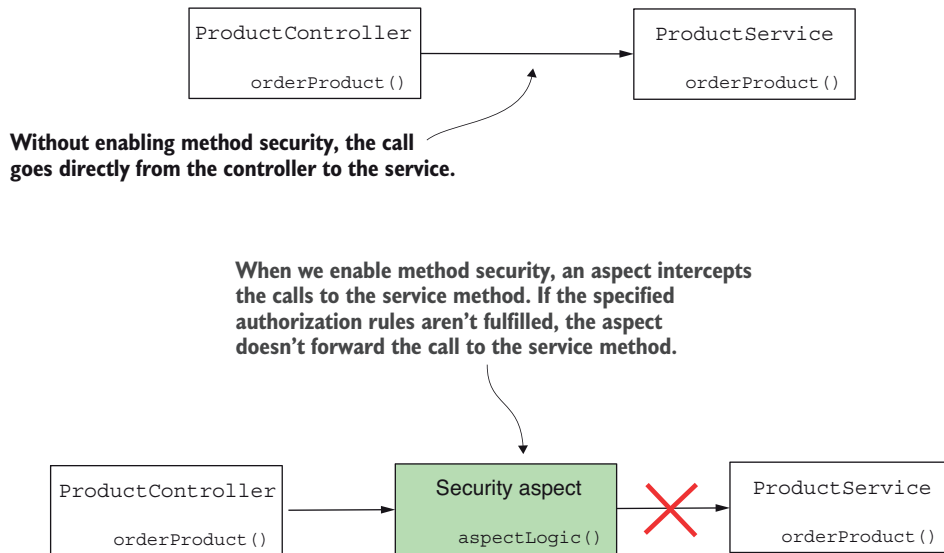 ProductController
orderProduct()
ProductService
orderProduct()
Without enabling method security, the call
goes directly from the controller to the service.
When we enable method security, an aspect intercepts
the calls to the service method. If the specified
authorization rules aren’t fulfilled, the aspect
doesn’t forward the call to the service method.
ProductController
orderProduct()
Security aspect
aspectLogic()
ProductService
orderProduct()